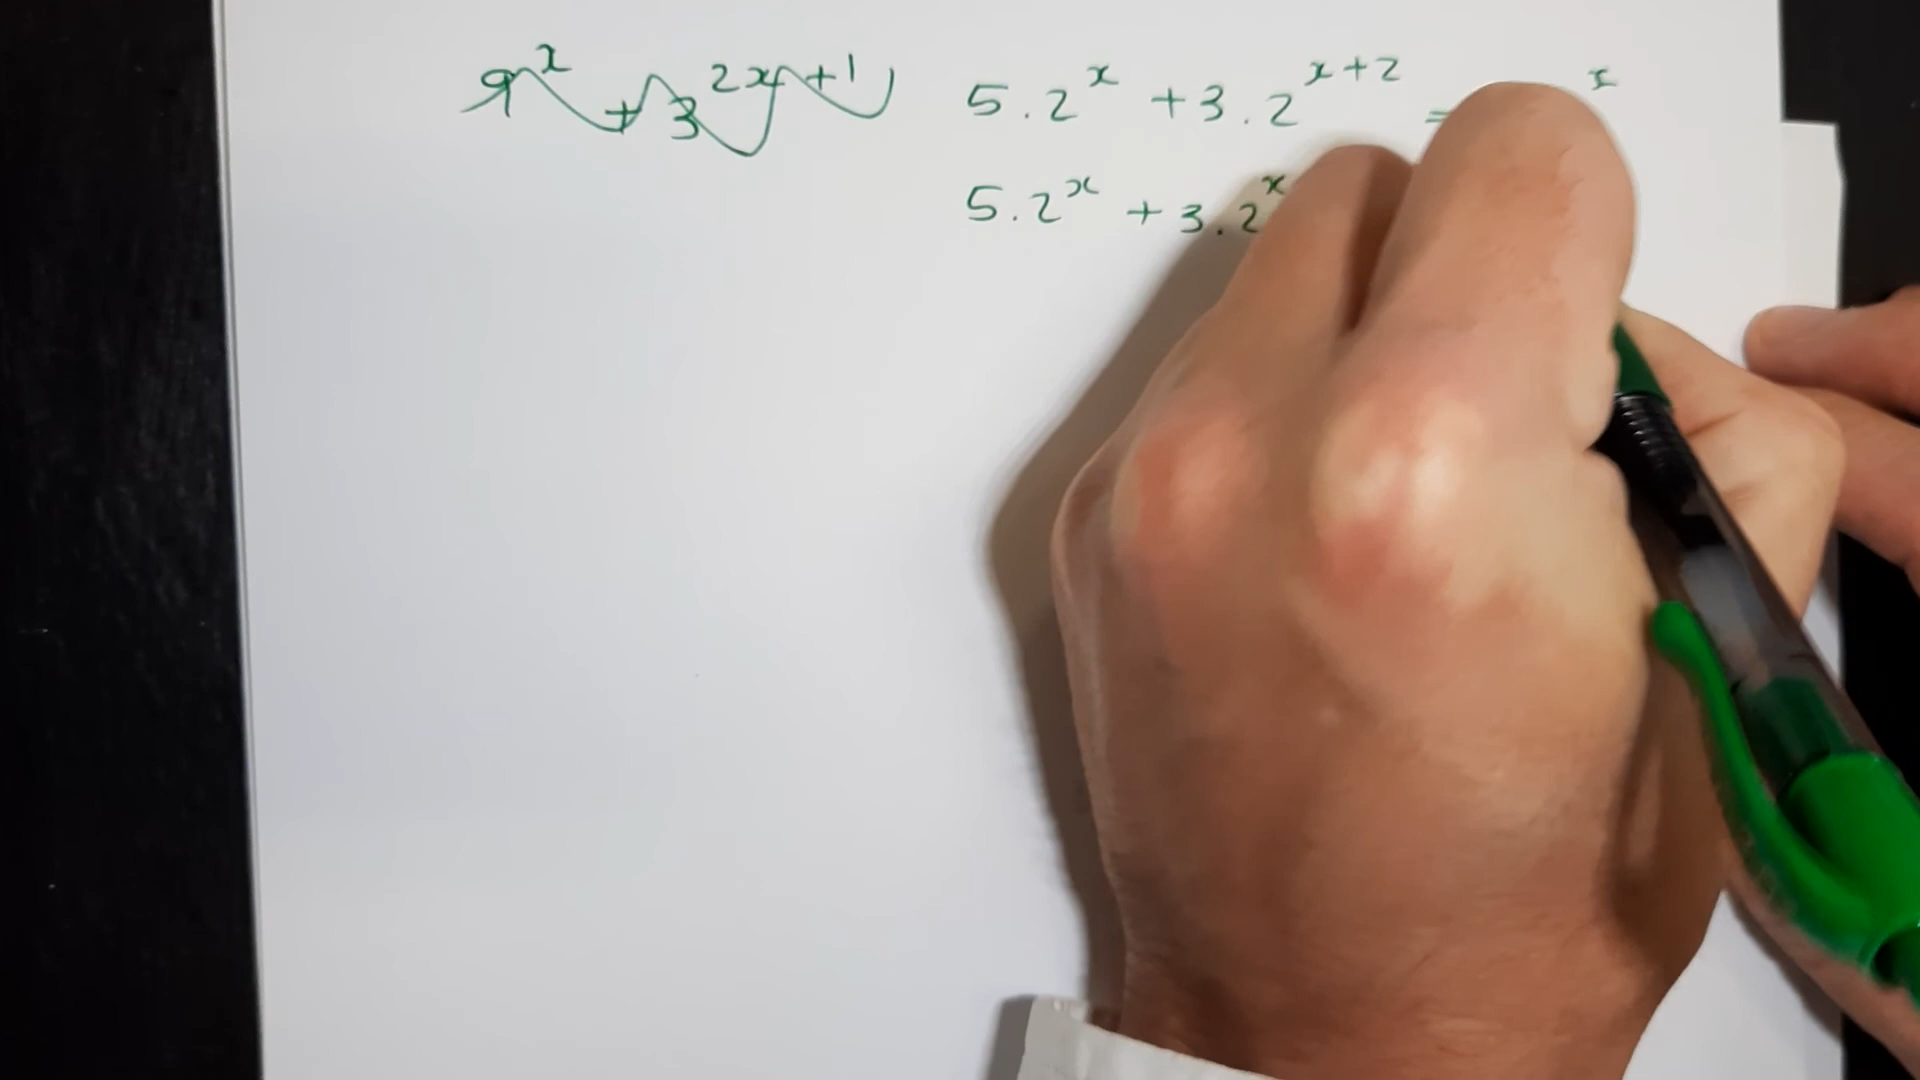 9^x + 3^{2x+1} 5.2^x + 3.2^{x+2} = x
5.2^x + 3.2^x